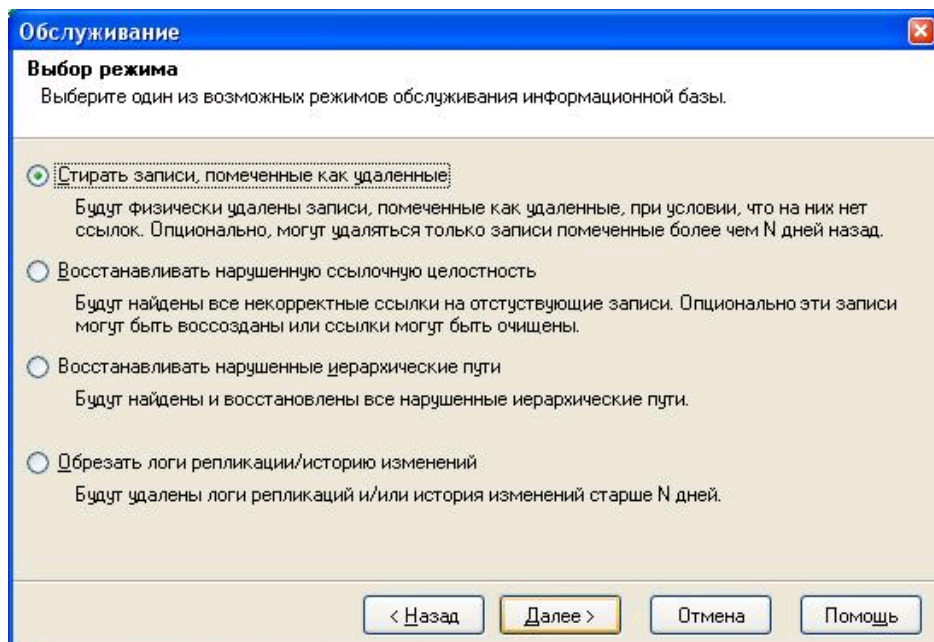 Обслуживание
Выбор режима
Выберите один из возможных режимов обслуживания информационной базы.
Стирать записи, помеченные как удаленные
Будут физически удалены записи, помеченные как удаленные, при условии, что на них нет
ссылок. Опционально, могут удаляться только записи помеченные более чем N дней назад.
Восстанавливать нарушенную ссылочную целостность
Будут найдены все некорректные ссылки на отстуствующие записи. Опционально эти записи
могут быть воссозданы или ссылки могут быть очищены.
Восстанавливать нарушенные иерархические пути
Будут найдены и восстановлены все нарушенные иерархические пути.
Обрезать логи репликации/историю изменений
Будут удалены логи репликаций и/или история изменений старше N дней.
< Назад Далее > Отмена Помощь